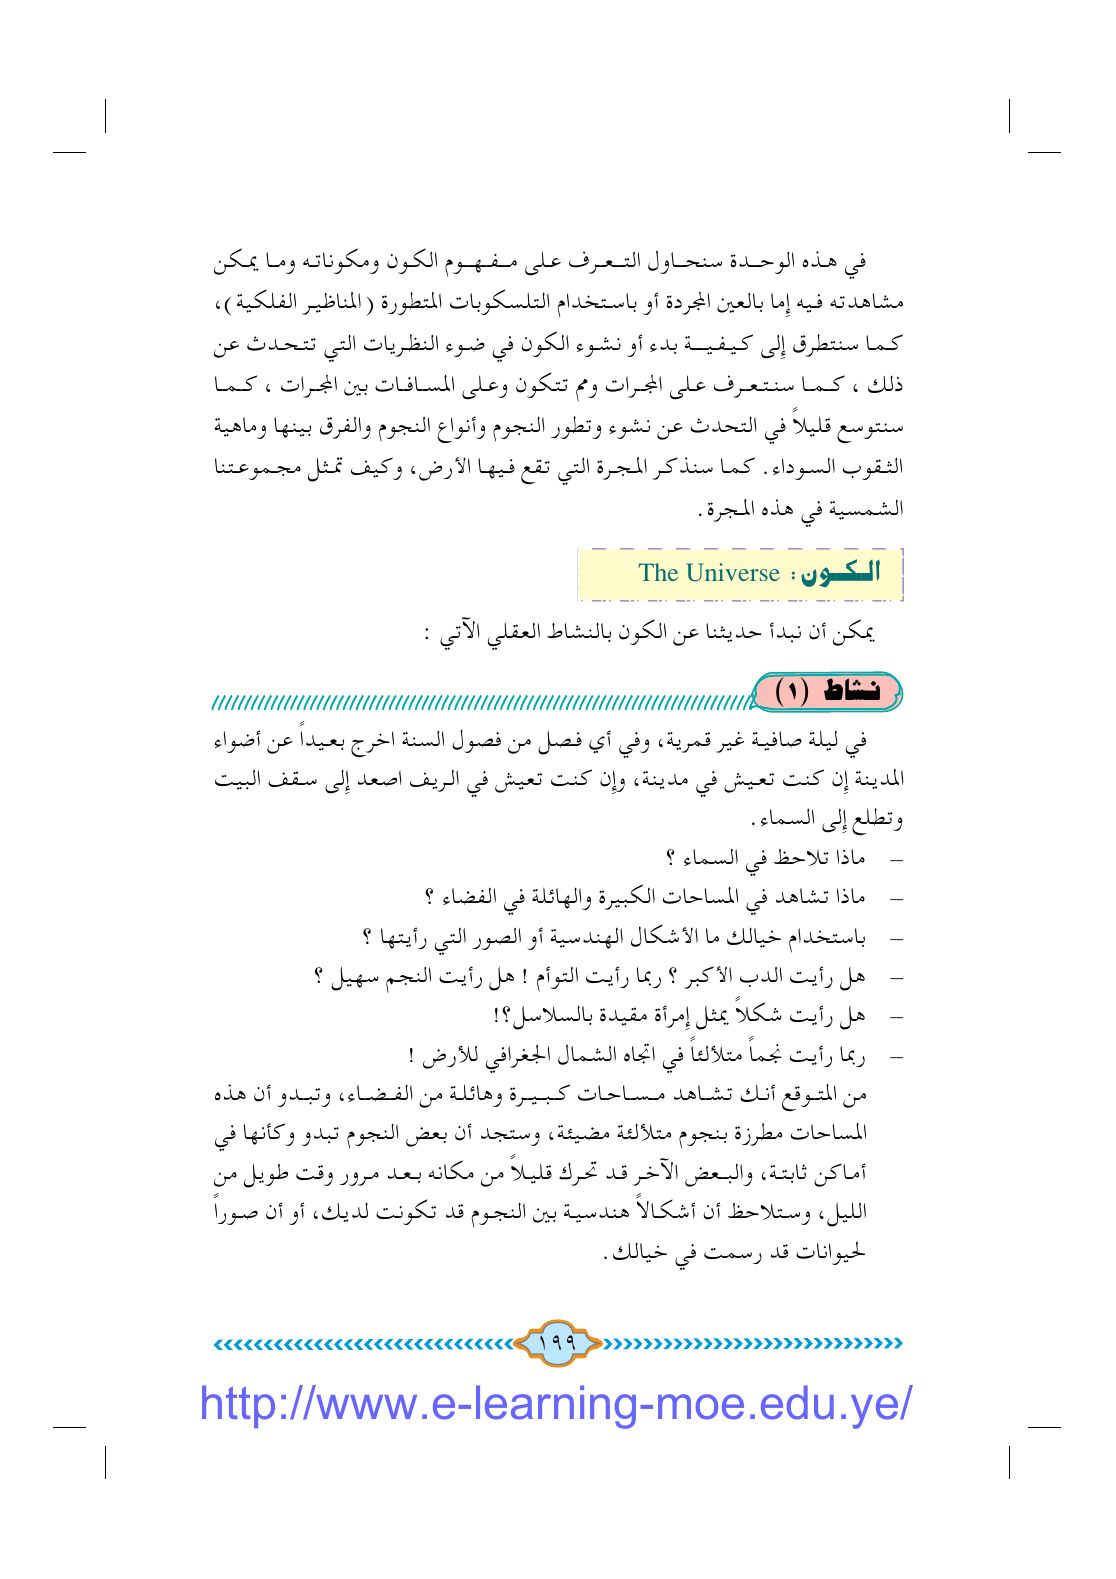 في هذه الوحدة سنحاول التعرف على مفهوم الكون ومكوناته وما يمكن
مشاهدته فيه إما بالعين المجردة أو باستخدام التلسكوبات المتطورة ( المناظير الفلكية )،
كما سنتطرق إلى كيفية بدء أو نشوء الكون في ضوء النظريات التي تتحدث عن
ذلك ، كما سنتعرف على المجرات ومم تتكون وعلى المسافات بين المجرات ، كما
سنتوسع قليلاً في التحدث عن نشوء وتطور النجوم وأنواع النجوم والفرق بينها وماهية
الثقوب السوداء. كما سنذكر المجرة التي تقع فيها الأرض، وكيف تمثل مجموعتنا
الشمسية في هذه المجرة.
الكون : The Universe
يمكن أن نبدأ حديثنا عن الكون بالنشاط العقلي الآتي :
نشاط (١)
في ليلة صافية غير قمرية، وفي أي فصل من فصول السنة اخرج بعيداً عن أضواء
المدينة إن كنت تعيش في مدينة، وإن كنت تعيش في الريف اصعد إلى سقف البيت
وتطلع إلى السماء.
– ماذا تلاحظ في السماء ؟
– ماذا تشاهد في المساحات الكبيرة والهائلة في الفضاء ؟
– باستخدام خيالك ما الأشكال الهندسية أو الصور التي رأيتها ؟
– هل رأيت الدب الأكبر ؟ ربما رأيت التوأم ! هل رأيت النجم سهيل ؟
– هل رأيت شكلاً يمثل إمرأة مقيدة بالسلاسل؟!
– ربما رأيت نجماً متلألئاً في اتجاه الشمال الجغرافي للأرض !
من المتوقع أنك تشاهد مساحات كبيرة وهائلة من الفضاء، وتبدو أن هذه
المساحات مطرزة بنجوم متلألئة مضيئة، وستجد أن بعض النجوم تبدو وكأنها في
أماكن ثابتة، والبعض الآخر قد تحرك قليلاً من مكانه بعد مرور وقت طويل من
الليل، وستلاحظ أن أشكالاً هندسية بين النجوم قد تكونت لديك، أو أن صوراً
لحيوانات قد رسمت في خيالك.
١٩٩
http://www.e-learning-moe.edu.ye/